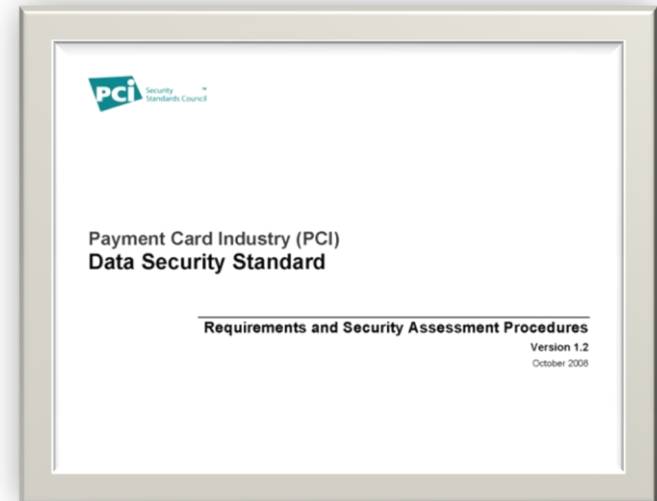 PCI Security Standards Council ™
Payment Card Industry (PCI)
Data Security Standard
Requirements and Security Assessment Procedures
Version 1.2
October 2008